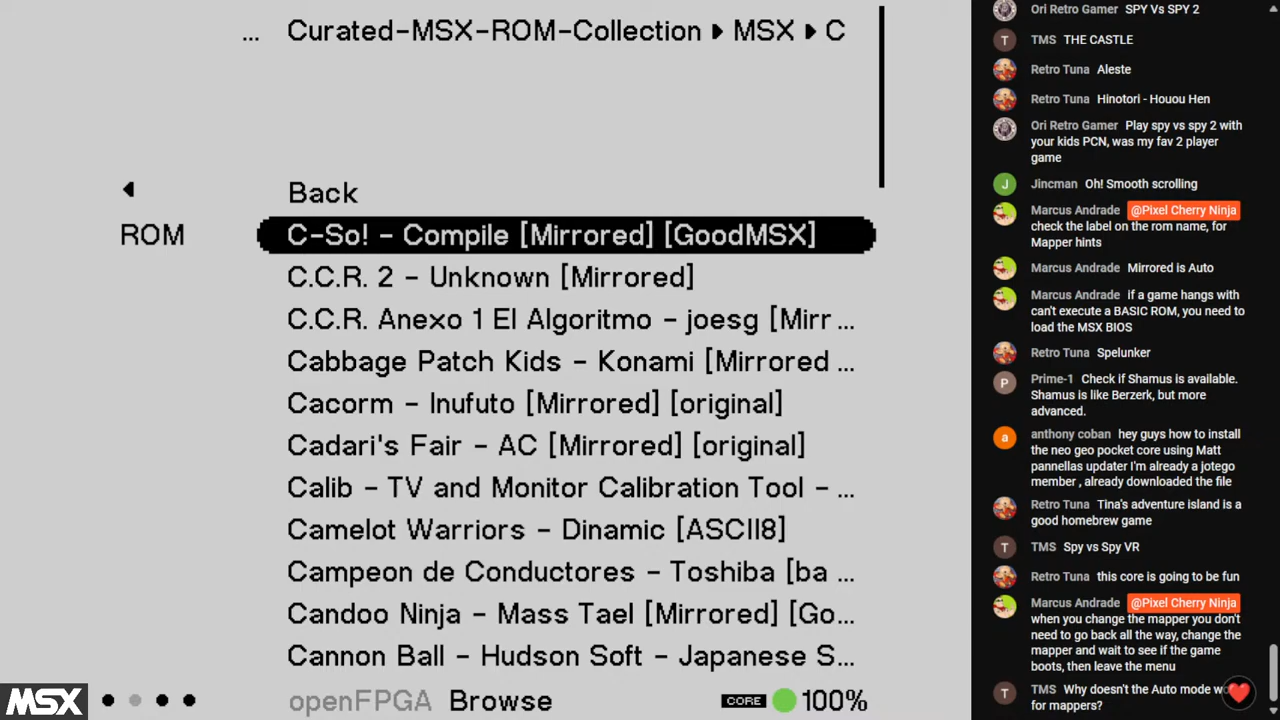 ... Curated-MSX-ROM-Collection ▶ MSX ▶ C
Back
ROM
C-So! - Compile [Mirrored] [GoodMSX]
C.C.R. 2 - Unknown [Mirrored]
C.C.R. Anexo 1 El Algoritmo - joesg [Mirr ...
Cabbage Patch Kids - Konami [Mirrored ...
Cacorm - Inufuto [Mirrored] [original]
Cadari's Fair - AC [Mirrored] [original]
Calib - TV and Monitor Calibration Tool - ...
Camelot Warriors - Dinamic [ASCII8]
Campeon de Conductores - Toshiba [ba ...
Candoo Ninja - Mass Tael [Mirrored] [Go...
Cannon Ball - Hudson Soft - Japanese S...
MSX
openFPGA Browse
CORE 100%
Ori Retro Gamer SPY Vs SPY 2
T TMS THE CASTLE
Retro Tuna Aleste
Retro Tuna Hinotori - Houou Hen
Ori Retro Gamer Play spy vs spy 2 with
your kids PCN, was my fav 2 player
game
J Jincman Oh! Smooth scrolling
Marcus Andrade @Pixel Cherry Ninja
check the label on the rom name, for
Mapper hints
Marcus Andrade Mirrored is Auto
Marcus Andrade if a game hangs with
can't execute a BASIC ROM, you need to
load the MSX BIOS
Retro Tuna Spelunker
P Prime-1 Check if Shamus is available.
Shamus is like Berzerk, but more
advanced.
a anthony coban hey guys how to install
the neo geo pocket core using Matt
pannellas updater I'm already a jotego
member , already downloaded the file
Retro Tuna Tina's adventure island is a
good homebrew game
T TMS Spy vs Spy VR
Retro Tuna this core is going to be fun
Marcus Andrade @Pixel Cherry Ninja
when you change the mapper you don't
need to go back all the way, change the
mapper and wait to see if the game
boots, then leave the menu
T TMS Why doesn't the Auto mode
for mappers?